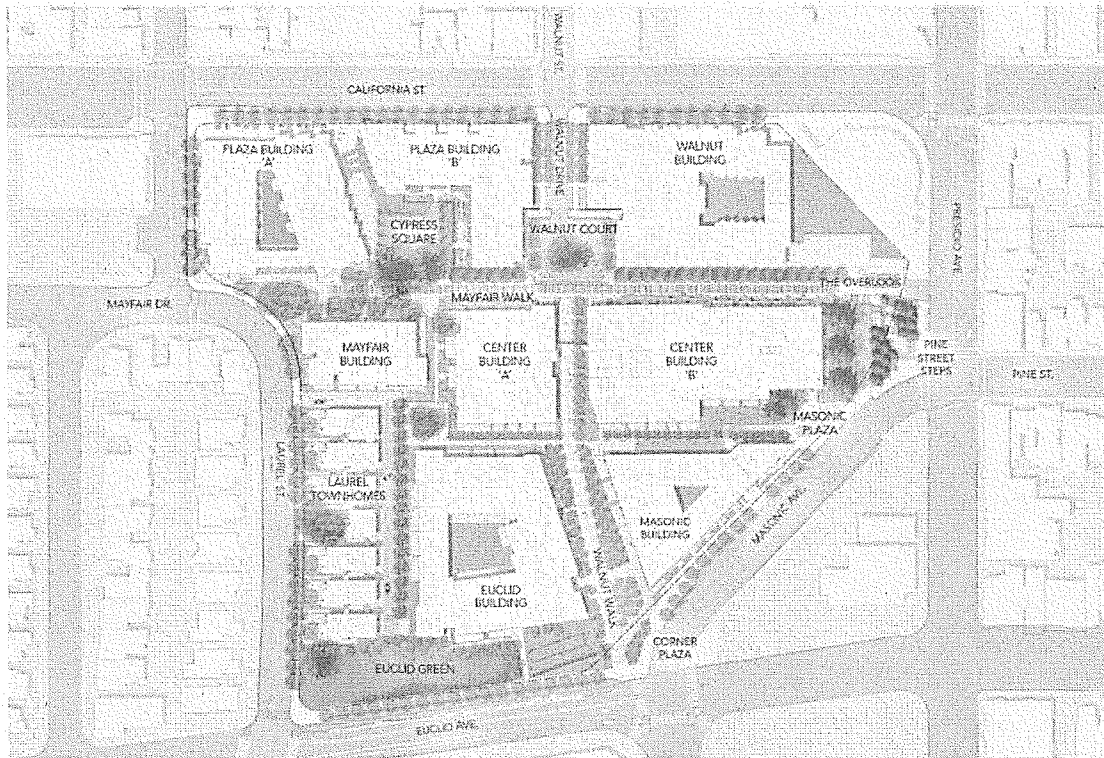 WALNUT ST.
CALIFORNIA ST.
PLAZA BUILDING
'A'
PLAZA BUILDING
'B'
WALNUT DRIVE
WALNUT
BUILDING
CYPRESS
SQUARE
WALNUT COURT
PRESIDIO AVE.
MAYFAIR DR.
MAYFAIR WALK
THE OVERLOOK
MAYFAIR
BUILDING
CENTER
BUILDING
'A'
CENTER
BUILDING
'B'
PINE
STREET
STEPS
PINE ST.
MASONIC
PLAZA
LAUREL ST.
LAUREL
TOWNHOMES
MASONIC
BUILDING
MASONIC AVE.
EUCLID
BUILDING
WALNUT WALK
CORNER
PLAZA
EUCLID GREEN
EUCLID AVE.